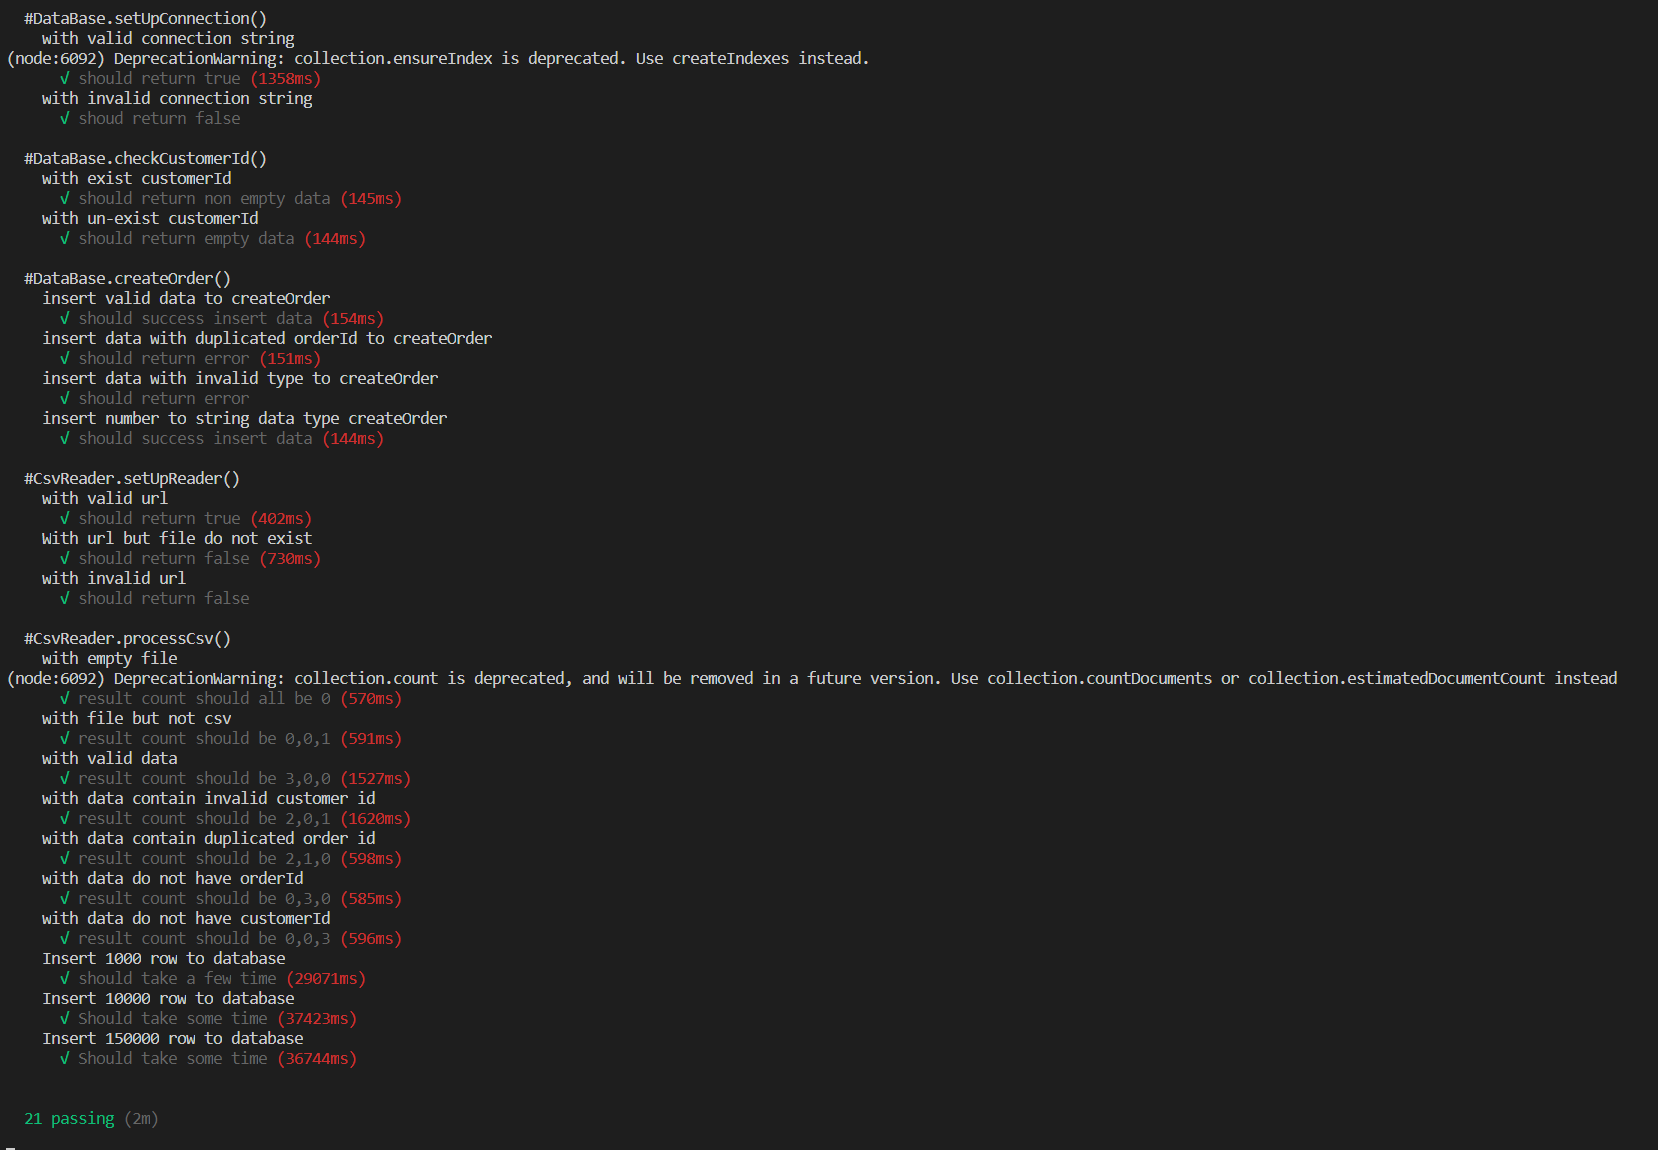 #DataBase.setUpConnection()
with valid connection string
(node:6092) DeprecationWarning: collection.ensureIndex is deprecated. Use createIndexes instead.
√ should return true (1358ms)
with invalid connection string
√ shoud return false
#DataBase.checkCustomerId()
with exist customerId
√ should return non empty data (145ms)
with un-exist customerId
√ should return empty data (144ms)
#DataBase.createOrder()
insert valid data to createOrder
√ should success insert data (154ms)
insert data with duplicated orderId to createOrder
√ should return error (151ms)
insert data with invalid type to createOrder
√ should return error
insert number to string data type createOrder
√ should success insert data (144ms)
#CsvReader.setUpReader()
with valid url
√ should return true (402ms)
With url but file do not exist
√ should return false (730ms)
with invalid url
√ should return false
#CsvReader.processCsv()
with empty file
(node:6092) DeprecationWarning: collection.count is deprecated, and will be removed in a future version. Use collection.countDocuments or collection.estimatedDocumentCount instead
√ result count should all be 0 (570ms)
with file but not csv
√ result count should be 0,0,1 (591ms)
with valid data
√ result count should be 3,0,0 (1527ms)
with data contain invalid customer id
√ result count should be 2,0,1 (1620ms)
with data contain duplicated order id
√ result count should be 2,1,0 (598ms)
with data do not have orderId
√ result count should be 0,3,0 (585ms)
with data do not have customerId
√ result count should be 0,0,3 (596ms)
Insert 1000 row to database
√ should take a few time (29071ms)
Insert 10000 row to database
√ Should take some time (37423ms)
Insert 150000 row to database
√ Should take some time (36744ms)
21 passing (2m)